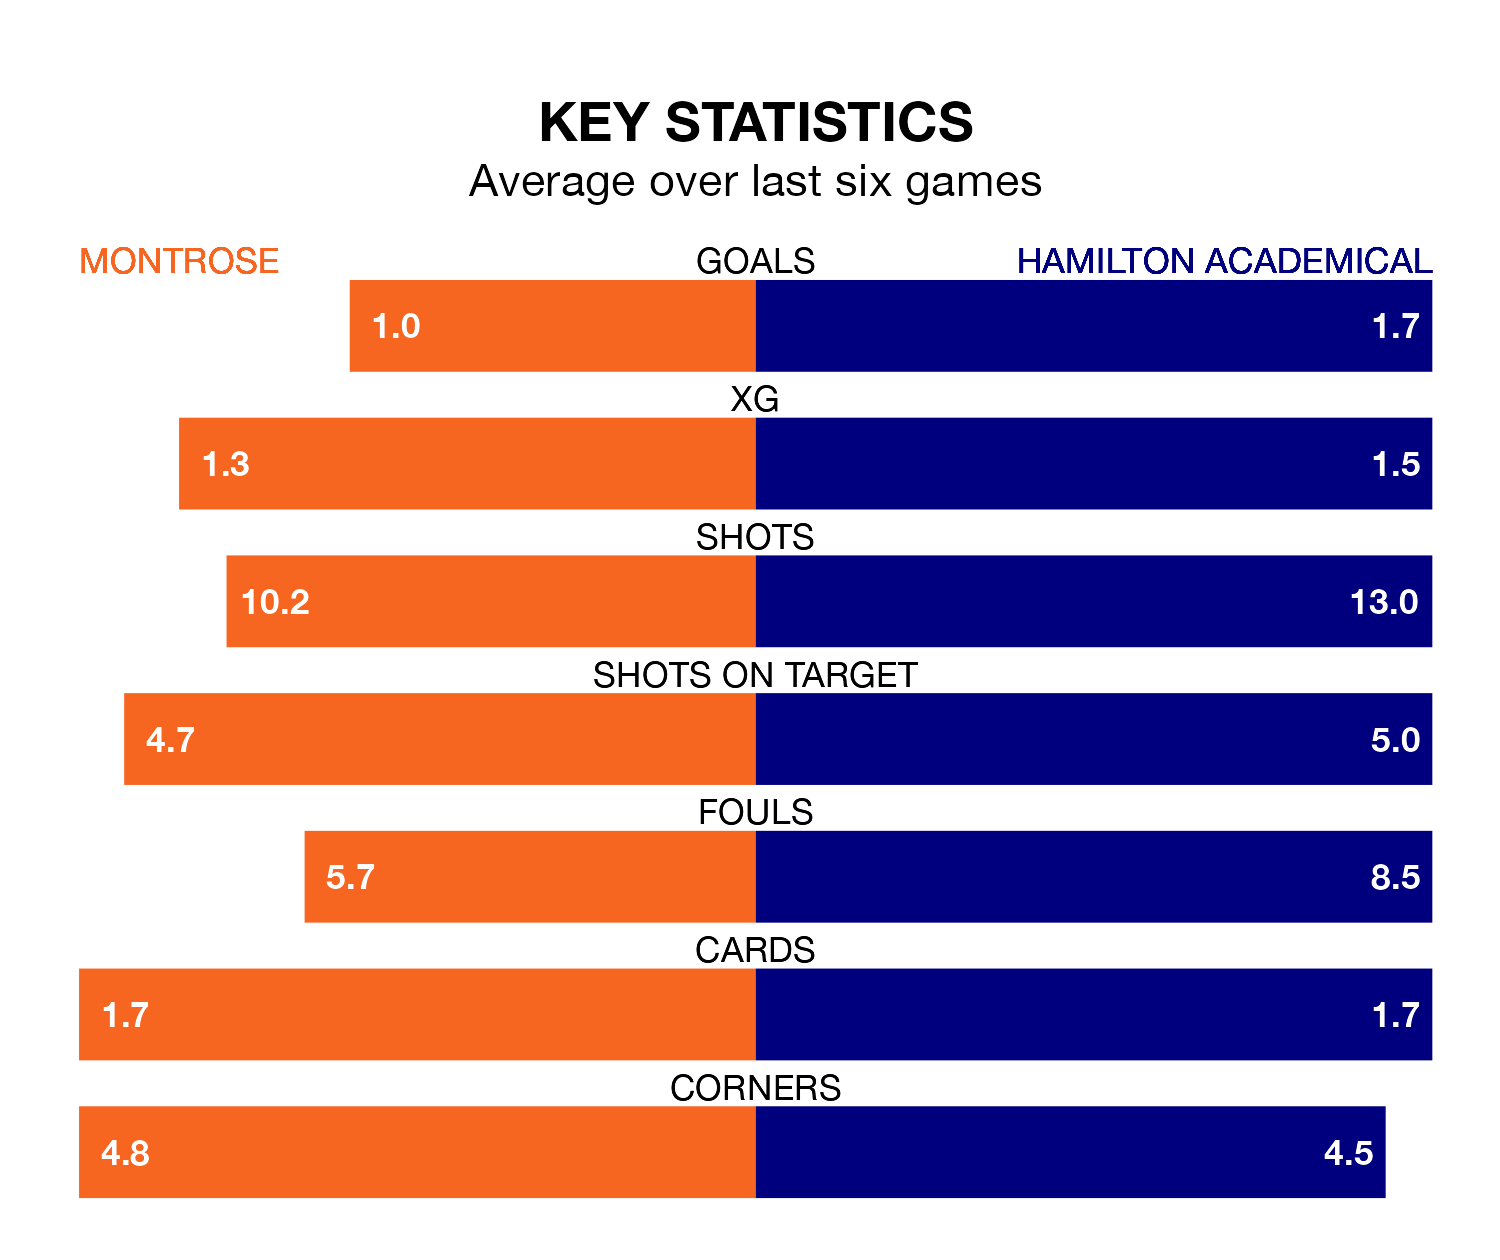 KEY STATISTICS
Average over last six games
MONTROSE GOALS HAMILTON ACADEMICAL
1.0 1.7
XG
1.3 1.5
SHOTS
10.2 13.0
SHOTS ON TARGET
4.7 5.0
FOULS
5.7 8.5
CARDS
1.7 1.7
CORNERS
4.8 4.5